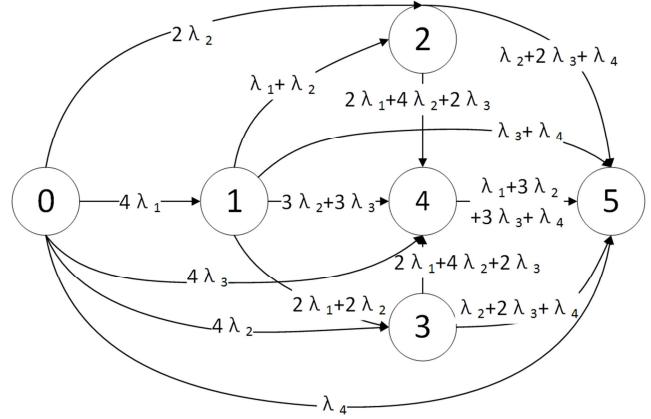 2 λ ₂
2
λ ₂+2 λ ₃+ λ ₄
λ ₁+ λ ₂
2 λ ₁+4 λ ₂+2 λ ₃
λ ₃+ λ ₄
0
4 λ ₁
1
3 λ ₂+3 λ ₃
4
λ ₁+3 λ ₂
+3 λ ₃+ λ ₄
5
4 λ ₃
2 λ ₁+4 λ ₂+2 λ ₃
2 λ ₁+2 λ ₂
4 λ ₂
3
λ ₂+2 λ ₃+ λ ₄
λ ₄